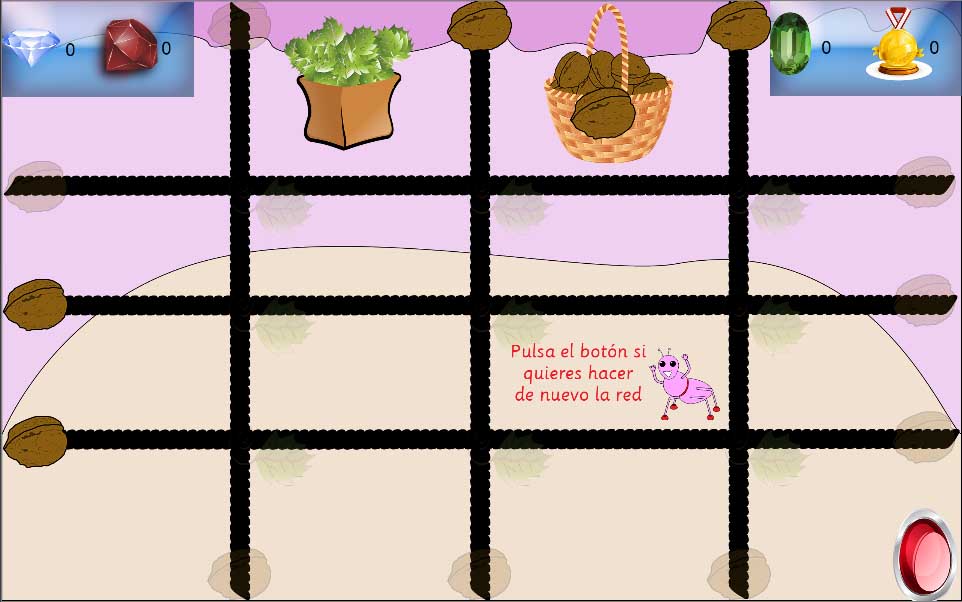 0 0 0 0
Pulsa el botón si
quieres hacer
de nuevo la red